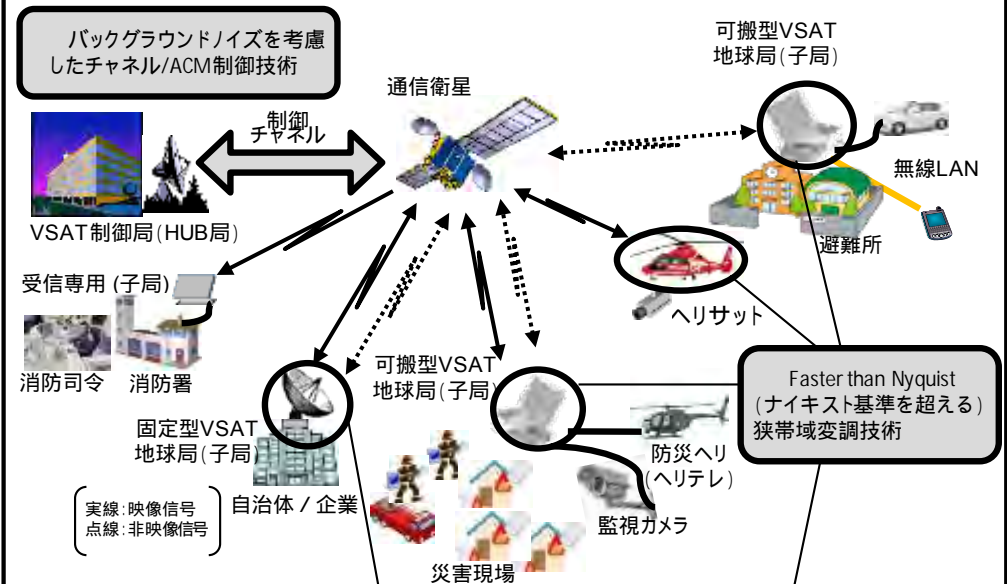 バックグラウンドノイズを考慮
したチャネル/ACM制御技術
可搬型VSAT
地球局(子局)
通信衛星
制御
チャネル
無線LAN
VSAT制御局(HUB局)
避難所
受信専用(子局)
ヘリサット
消防司令
消防署
可搬型VSAT
地球局(子局)
Faster than Nyquist
(ナイキスト基準を超える)
狭帯域変調技術
固定型VSAT
地球局(子局)
防災ヘリ
(ヘリテレ)
実線:映像信号
点線:非映像信号
自治体 / 企業
監視カメラ
災害現場